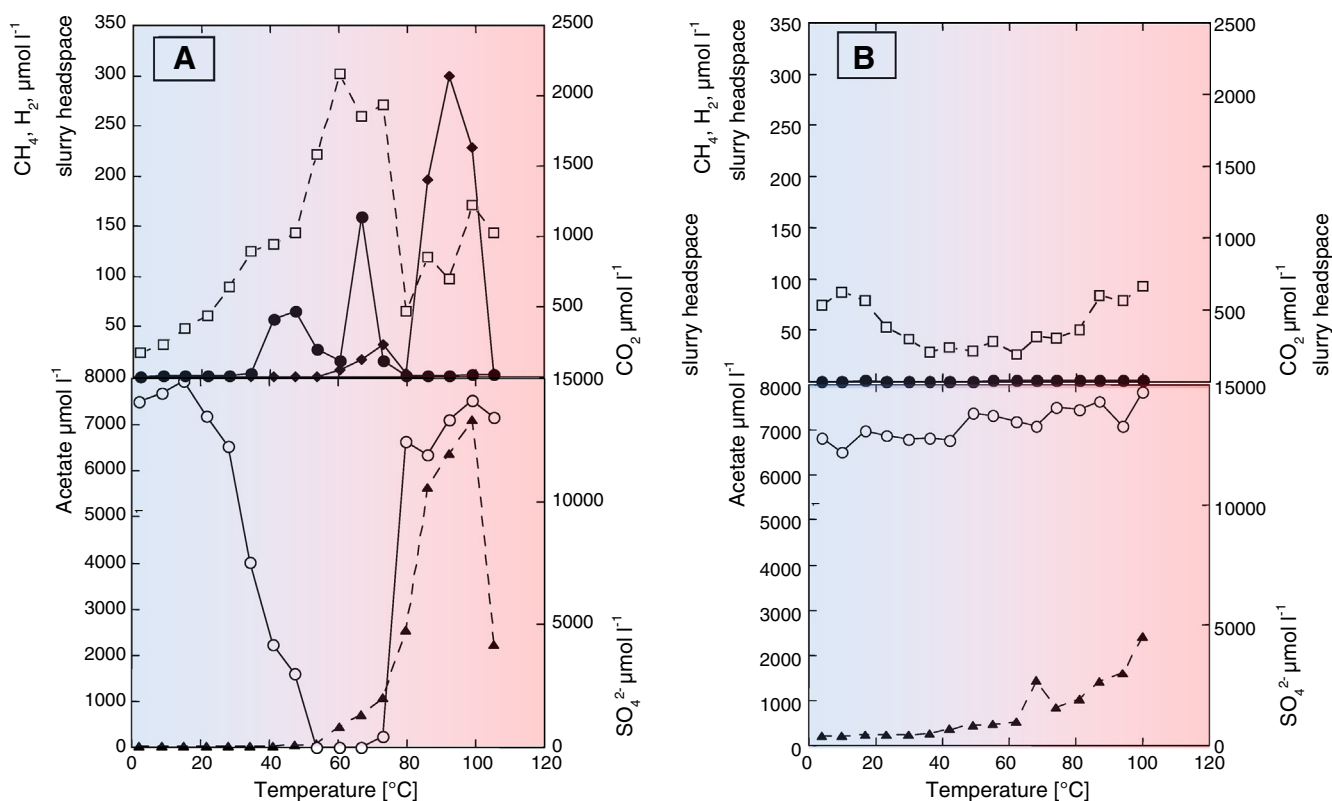 A
CH₄, H₂, µmol l⁻¹
slurry headspace
350
300
250
200
150
100
50
2500
2000
1500
1000
500
CO₂ µmol l⁻¹
slurry headspace
8000
7000
6000
5000
4000
3000
2000
1000
0
Acetate µmol l⁻¹
15000
10000
5000
0
SO₄²⁻ µmol l⁻¹
0 20 40 60 80 100 120
Temperature [°C]
B
CH₄, H₂, µmol l⁻¹
slurry headspace
350
300
250
200
150
100
50
2500
2000
1500
1000
500
CO₂ µmol l⁻¹
slurry headspace
8000
7000
6000
5000
4000
3000
2000
1000
0
Acetate µmol l⁻¹
15000
10000
5000
0
SO₄²⁻ µmol l⁻¹
0 20 40 60 80 100 120
Temperature [°C]